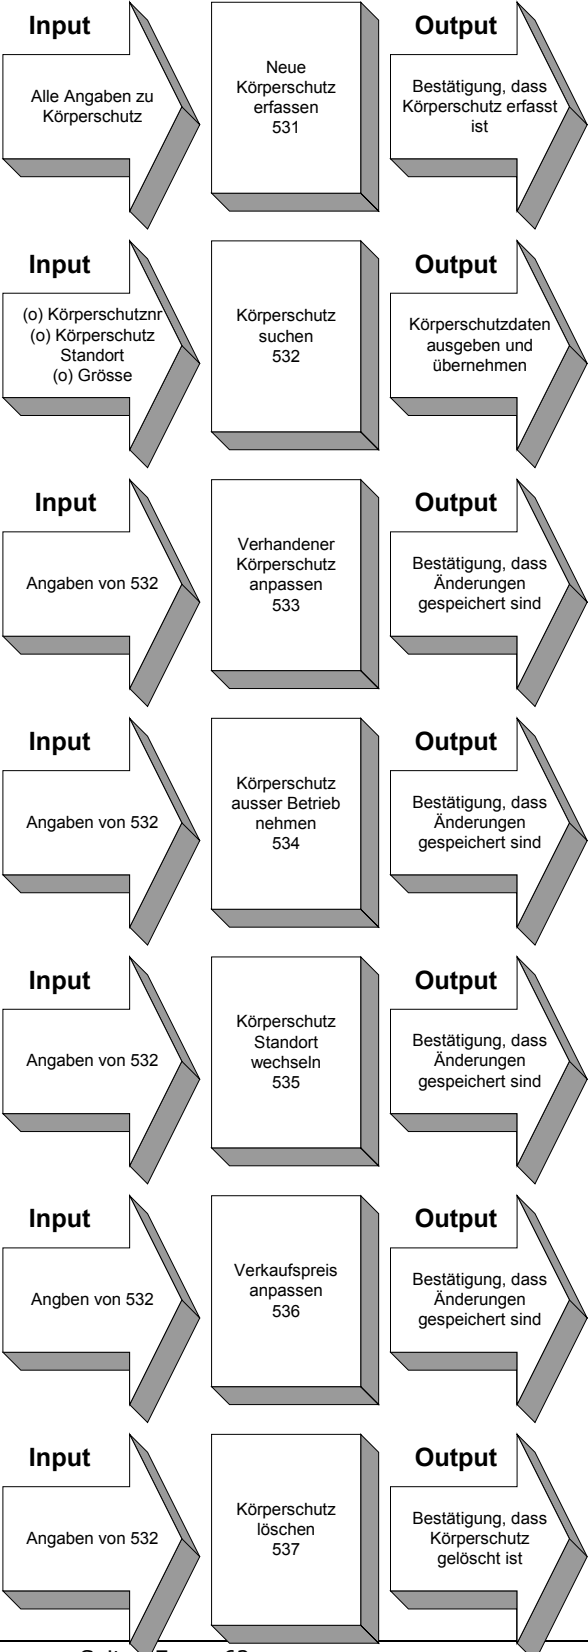 Input
Alle Angaben zu
Körperschutz
Neue
Körperschutz
erfassen
531
Output
Bestätigung, dass
Körperschutz erfasst
ist
Input
(o) Körperschutznr
(o) Körperschutz
Standort
(o) Grösse
Körperschutz
suchen
532
Output
Körperschutzdaten
ausgeben und
übernehmen
Input
Angaben von 532
Verhandener
Körperschutz
anpassen
533
Output
Bestätigung, dass
Änderungen
gespeichert sind
Input
Angaben von 532
Körperschutz
ausser Betrieb
nehmen
534
Output
Bestätigung, dass
Änderungen
gespeichert sind
Input
Angaben von 532
Körperschutz
Standort
wechseln
535
Output
Bestätigung, dass
Änderungen
gespeichert sind
Input
Angben von 532
Verkaufspreis
anpassen
536
Output
Bestätigung, dass
Änderungen
gespeichert sind
Input
Angaben von 532
Körperschutz
löschen
537
Output
Bestätigung, dass
Körperschutz
gelöscht ist